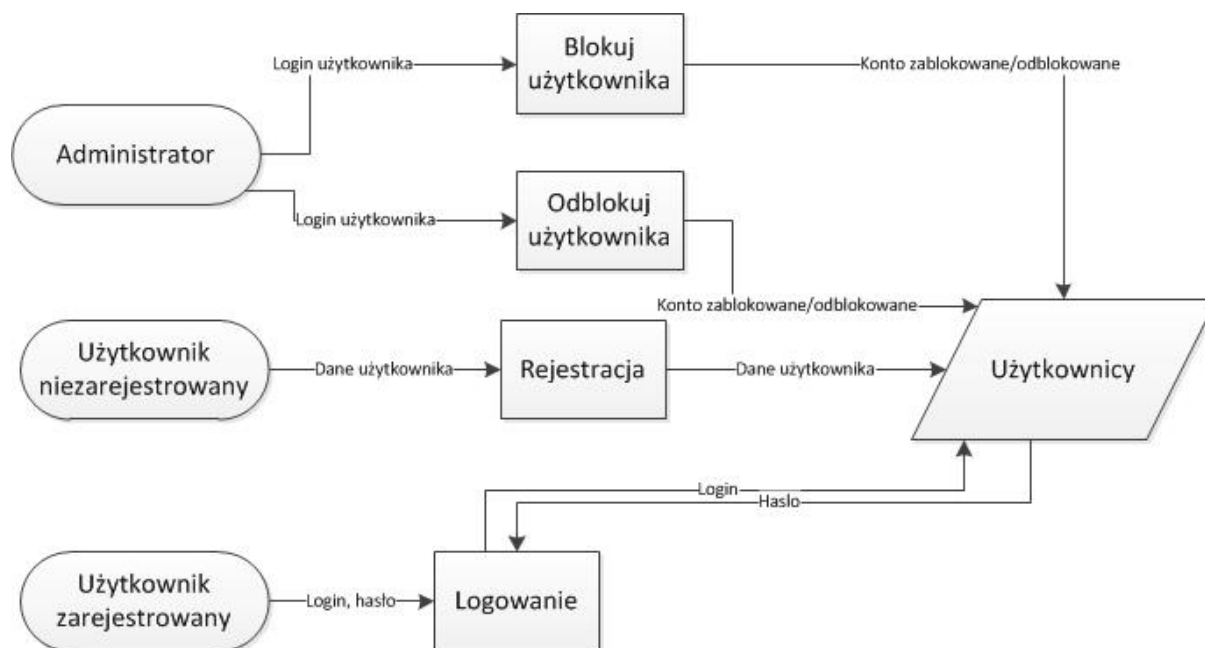 Login użytkownika
Blokuj
użytkownika
Konto zablokowane/odblokowane
Administrator
Login użytkownika
Odblokuj
użytkownika
Konto zablokowane/odblokowane
Użytkownik
niezarejestrowany
Dane użytkownika
Rejestracja
Dane użytkownika
Użytkownicy
Login
Haslo
Użytkownik
zarejestrowany
Login, hasło
Logowanie